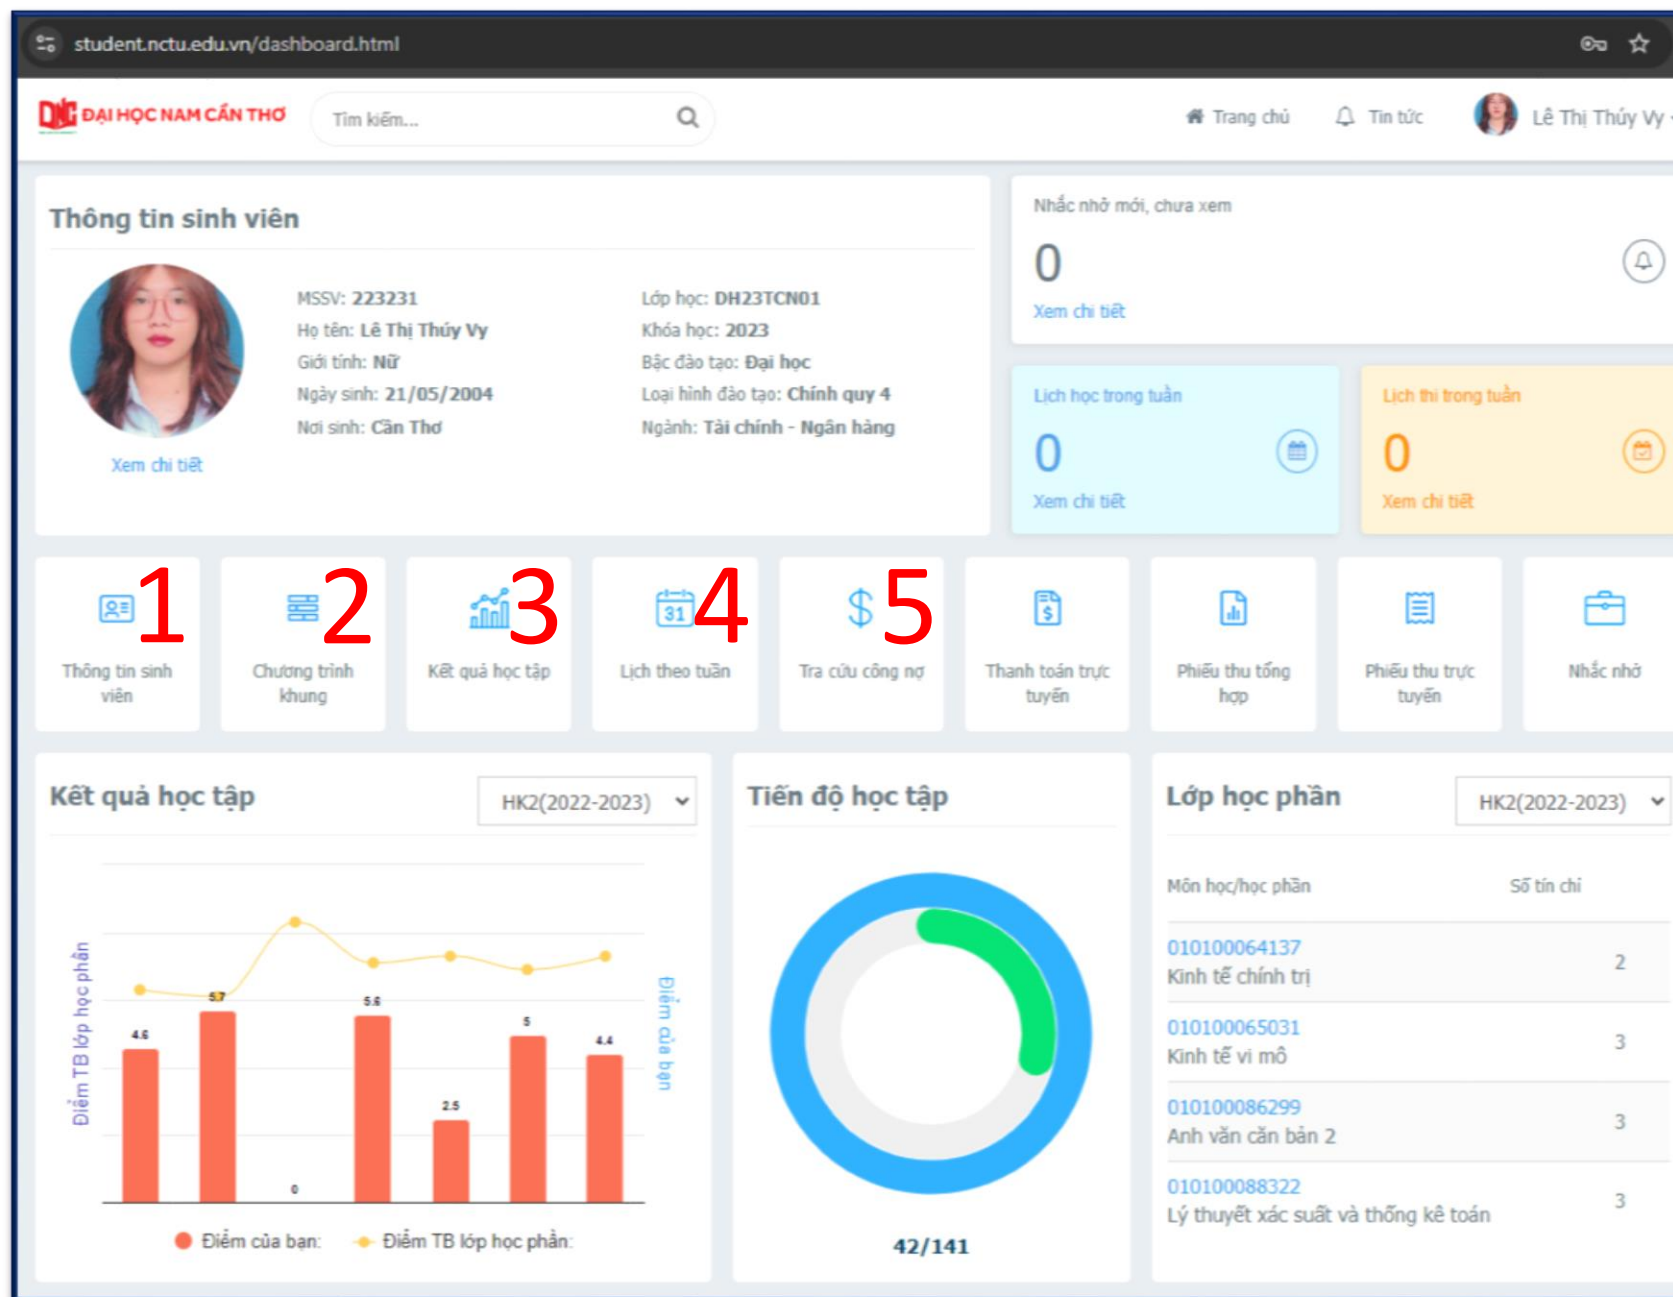 student.nctu.edu.vn/dashboard.html
DNC ĐẠI HỌC NAM CẦN THƠ
Tìm kiếm...
Trang chủ
Tin tức
Lê Thị Thúy Vy
Thông tin sinh viên
MSSV: 223231
Họ tên: Lê Thị Thúy Vy
Giới tính: Nữ
Ngày sinh: 21/05/2004
Nơi sinh: Cần Thơ
Xem chi tiết
Lớp học: DH23TCN01
Khóa học: 2023
Bậc đào tạo: Đại học
Loại hình đào tạo: Chính quy 4
Ngành: Tài chính - Ngân hàng
Nhắc nhở mới, chưa xem
0
Xem chi tiết
Lịch học trong tuần
0
Xem chi tiết
Lịch thi trong tuần
0
Xem chi tiết
1
Thông tin sinh
viên
2
Chương trình
khung
3
Kết quả học tập
31
4
Lịch theo tuần
$
5
Tra cứu công nợ
$
Thanh toán trực
tuyến
Phiếu thu tổng
hợp
Phiếu thu trực
tuyến
Nhắc nhở
Kết quả học tập
HK2(2022-2023)
Điểm TB lớp học phần
4.6
5.7
0
5.6
2.5
5
4.4
Điểm của bạn
Điểm của bạn:
Điểm TB lớp học phần:
Tiến độ học tập
42/141
Lớp học phần
HK2(2022-2023)
Môn học/học phần Số tín chỉ
010100064137
Kinh tế chính trị 2
010100065031
Kinh tế vi mô 3
010100086299
Anh văn căn bản 2 3
010100088322
Lý thuyết xác suất và thống kê toán 3